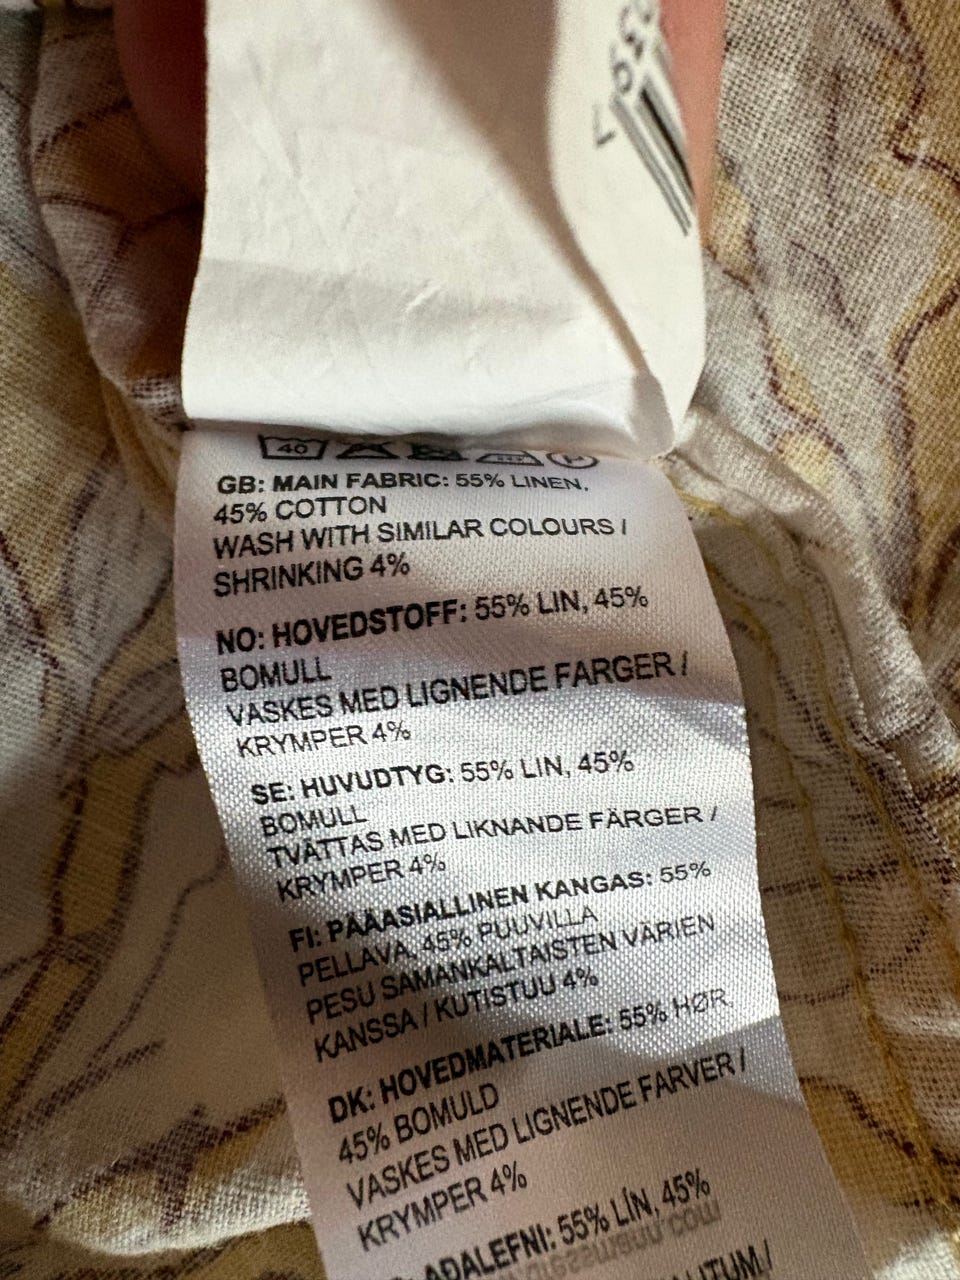 40
GB: MAIN FABRIC: 55% LINEN,
45% COTTON
WASH WITH SIMILAR COLOURS /
SHRINKING 4%
NO: HOVEDSTOFF: 55% LIN, 45%
BOMULL
VASKES MED LIGNENDE FARGER /
KRYMPER 4%
SE: HUVUDTYG: 55% LIN, 45%
BOMULL
TVÄTTAS MED LIKNANDE FÄRGER /
KRYMPER 4%
FI: PÄÄASIALLINEN KANGAS: 55%
PELLAVA, 45% PUUVILLA
PESU SAMANKALTAISTEN VÄRIEN
KANSSA / KUTISTUU 4%
DK: HOVEDMATERIALE: 55% HØR,
45% BOMULD
VASKES MED LIGNENDE FARVER /
KRYMPER 4%
ADALEFNI: 55% LÍN, 45%